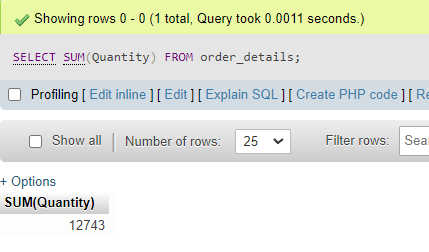 Showing rows 0 - 0 (1 total, Query took 0.0011 seconds.)
SELECT SUM(Quantity) FROM order_details;
Profiling [ Edit inline ] [ Edit ] [ Explain SQL ] [ Create PHP code ] [ Re
Show all Number of rows: 25 Filter rows: Sea
+ Options
SUM(Quantity)
12743